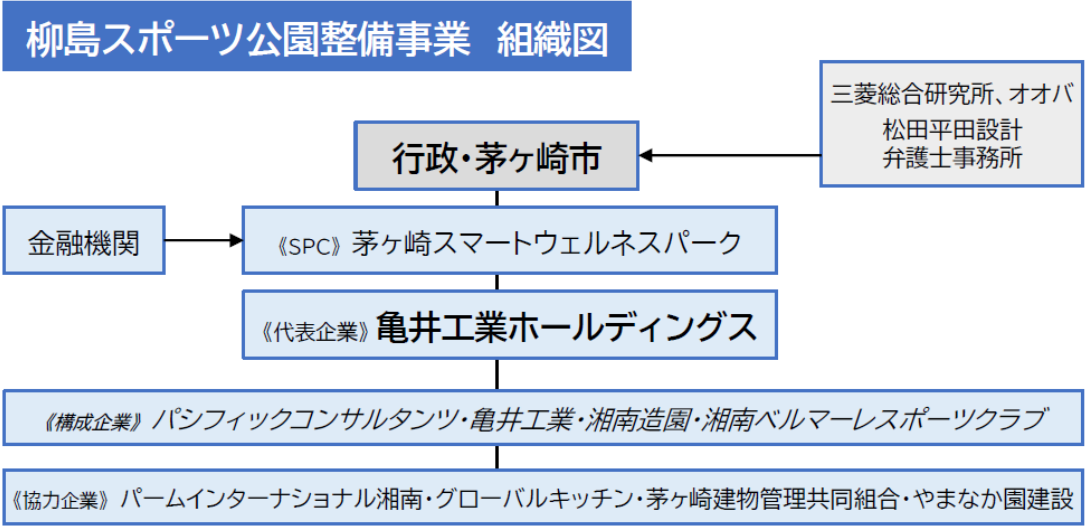 柳島スポーツ公園整備事業　組織図
三菱総合研究所、オオバ
松田平田設計
弁護士事務所
行政・茅ヶ崎市
金融機関
《SPC》 茅ヶ崎スマートウェルネスパーク
《代表企業》 亀井工業ホールディングス
《構成企業》 パシフィックコンサルタンツ・亀井工業・湘南造園・湘南ベルマーレスポーツクラブ
《協力企業》 パームインターナショナル湘南・グローバルキッチン・茅ヶ崎建物管理共同組合・やまなか園建設